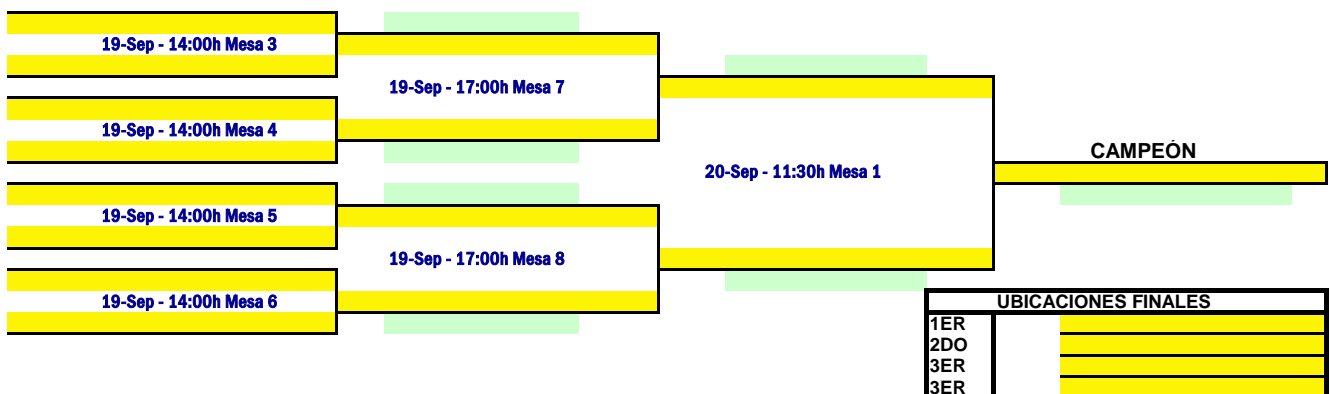 19-Sep - 14:00h Mesa 3
19-Sep - 17:00h Mesa 7
19-Sep - 14:00h Mesa 4
20-Sep - 11:30h Mesa 1
CAMPEÓN
19-Sep - 14:00h Mesa 5
19-Sep - 17:00h Mesa 8
19-Sep - 14:00h Mesa 6
UBICACIONES FINALES
1ER
2DO
3ER
3ER